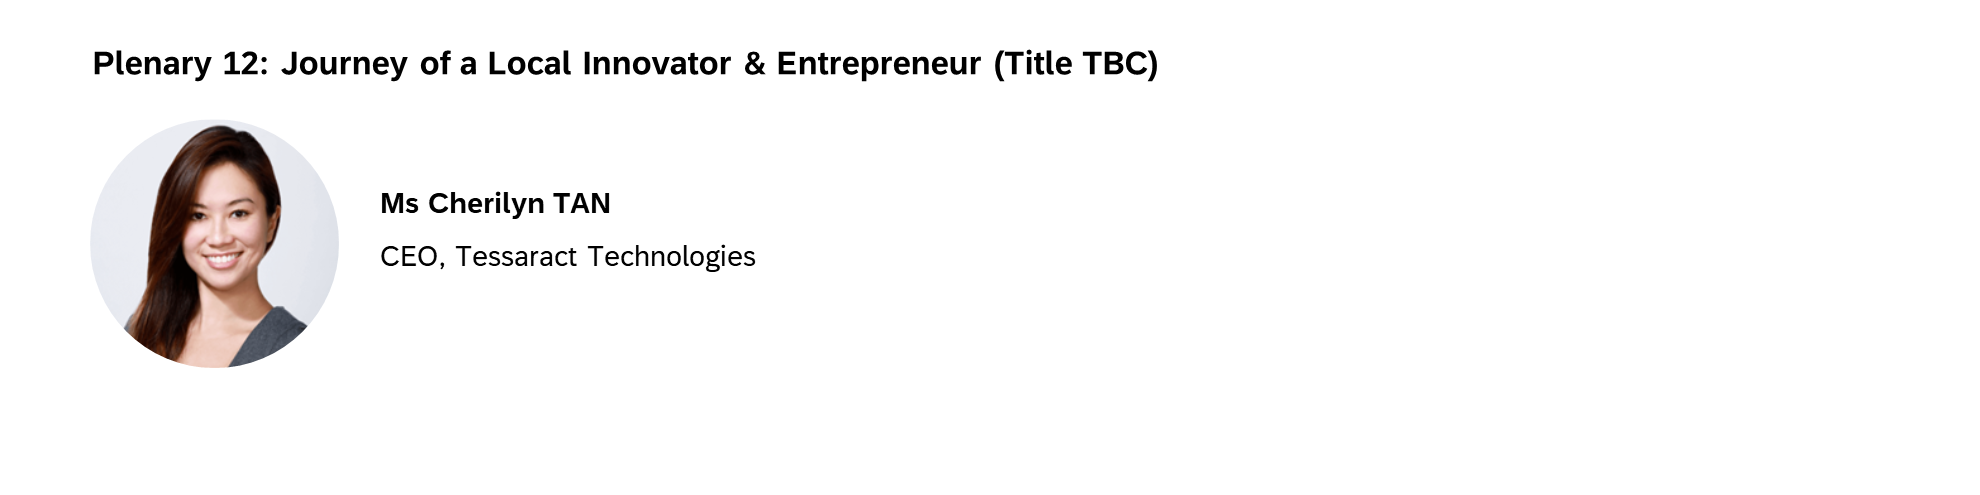 Plenary 12: Journey of a Local Innovator & Entrepreneur (Title TBC)
Ms Cherilyn TAN
CEO, Tessaract Technologies